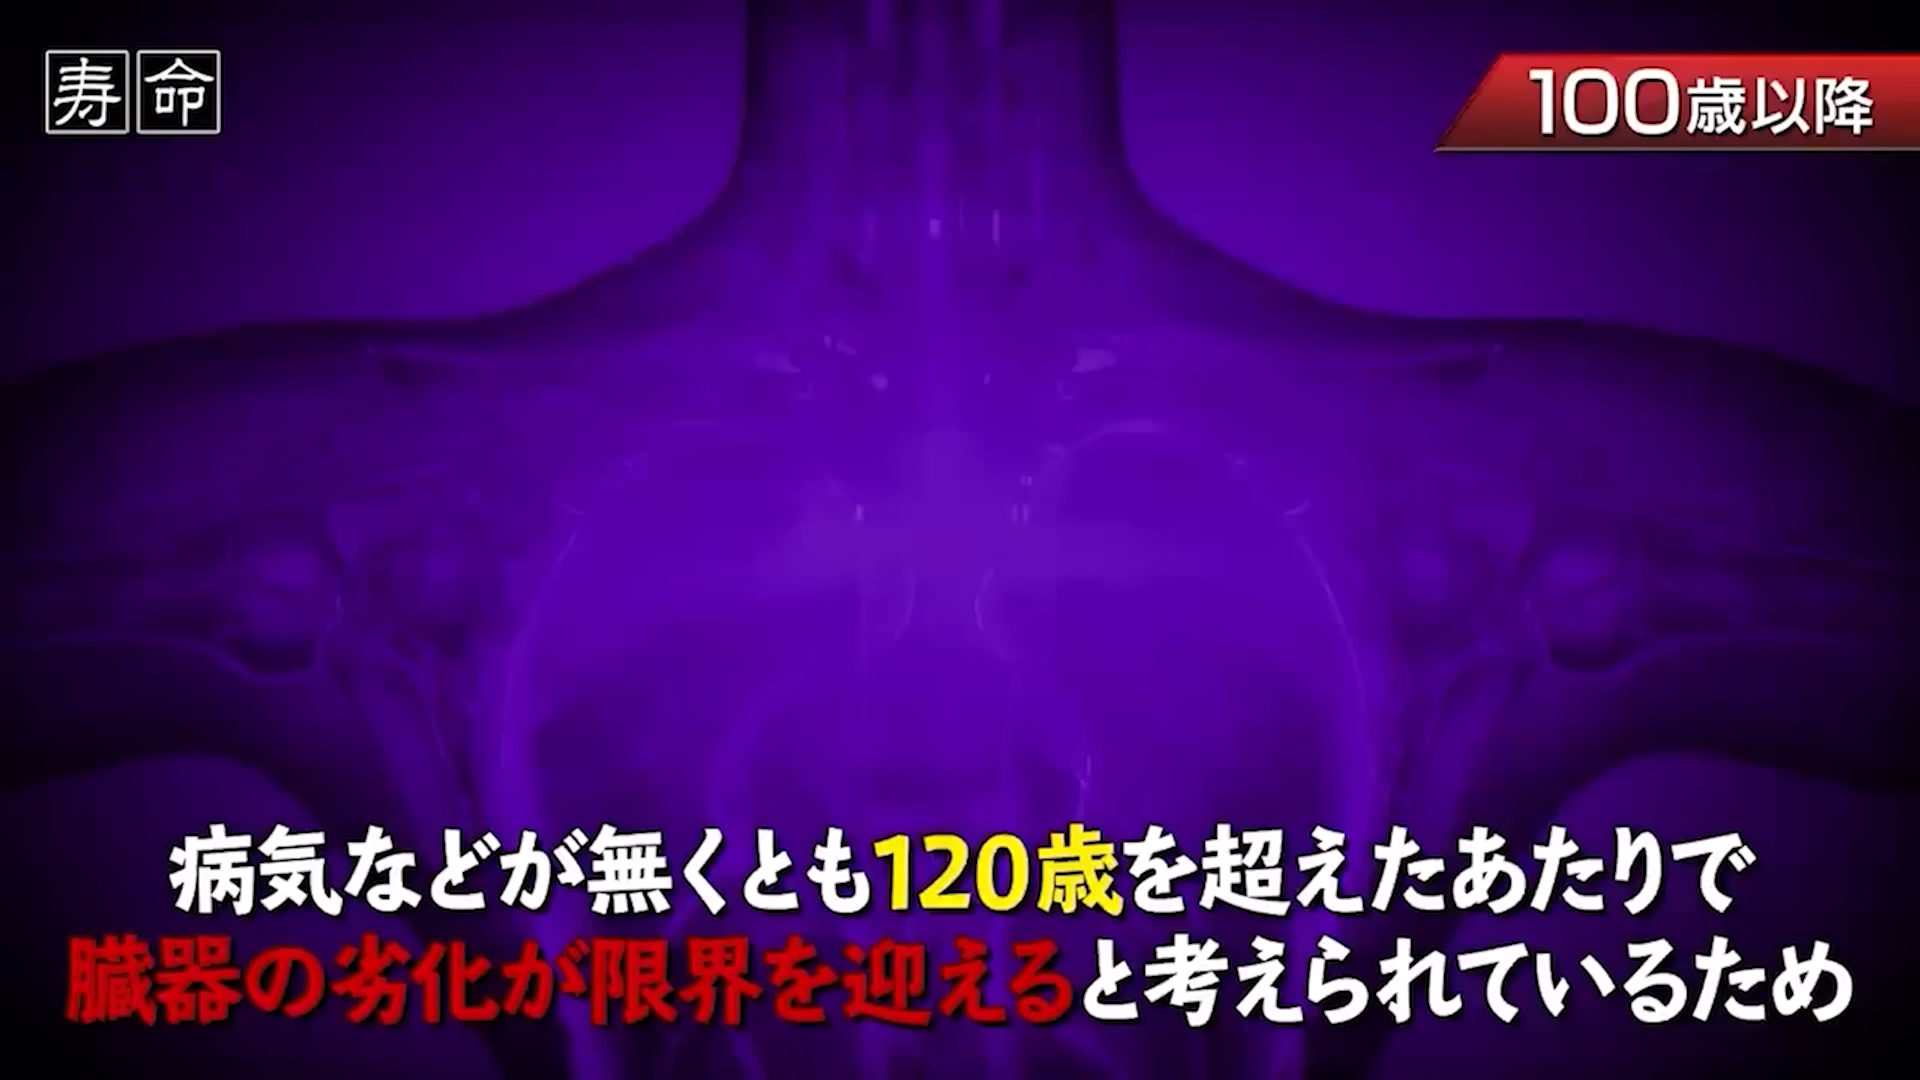 寿命
100歳以降
病気などが無くとも120歳を超えたあたりで
臓器の劣化が限界を迎えると考えられているため